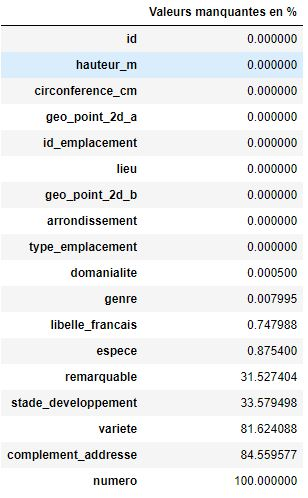 Valeurs manquantes en %
id 0.000000
hauteur_m 0.000000
circonference_cm 0.000000
geo_point_2d_a 0.000000
id_emplacement 0.000000
lieu 0.000000
geo_point_2d_b 0.000000
arrondissement 0.000000
type_emplacement 0.000000
domanialite 0.000500
genre 0.007995
libelle_francais 0.747988
espece 0.875400
remarquable 31.527404
stade_developpement 33.579498
variete 81.624088
complement_addresse 84.559577
numero 100.000000